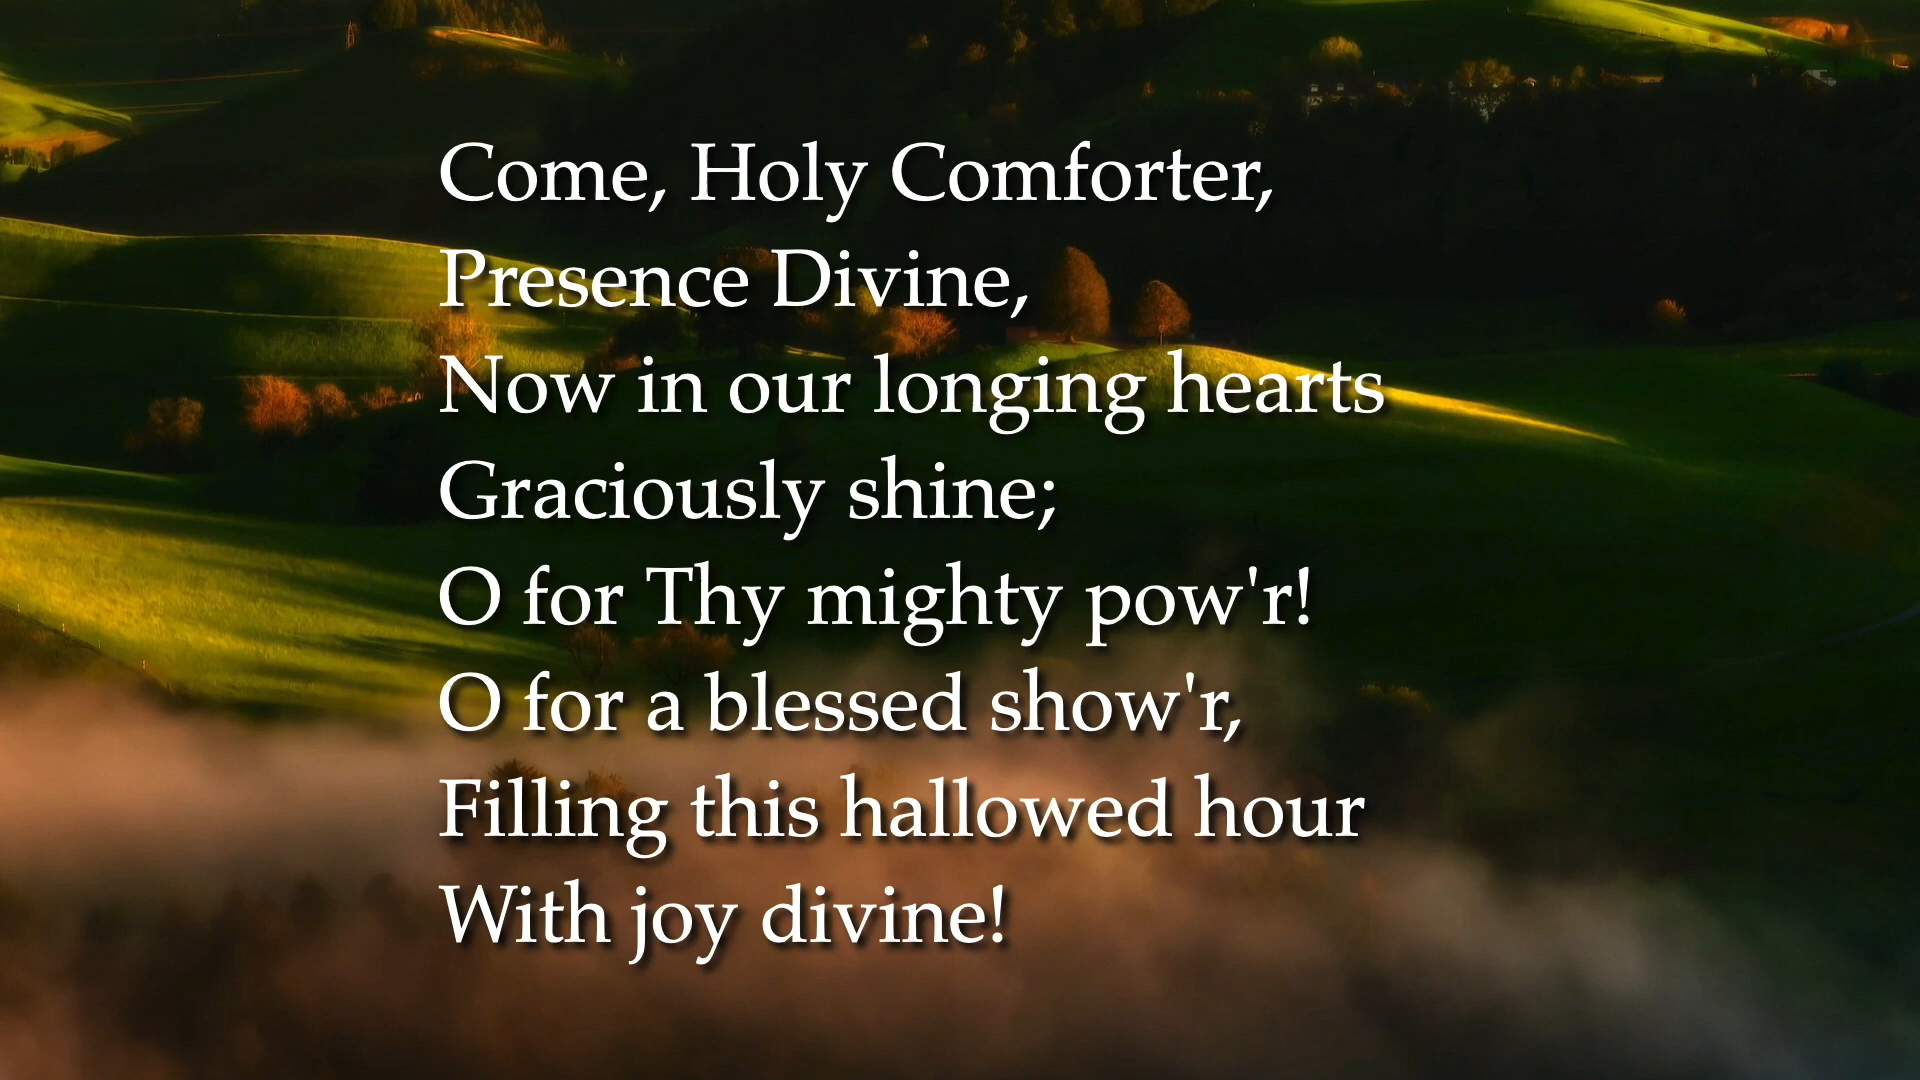 Come, Holy Comforter,
Presence Divine,
Now in our longing hearts
Graciously shine;
O for Thy mighty pow'r!
O for a blessed show'r,
Filling this hallowed hour
With joy divine!